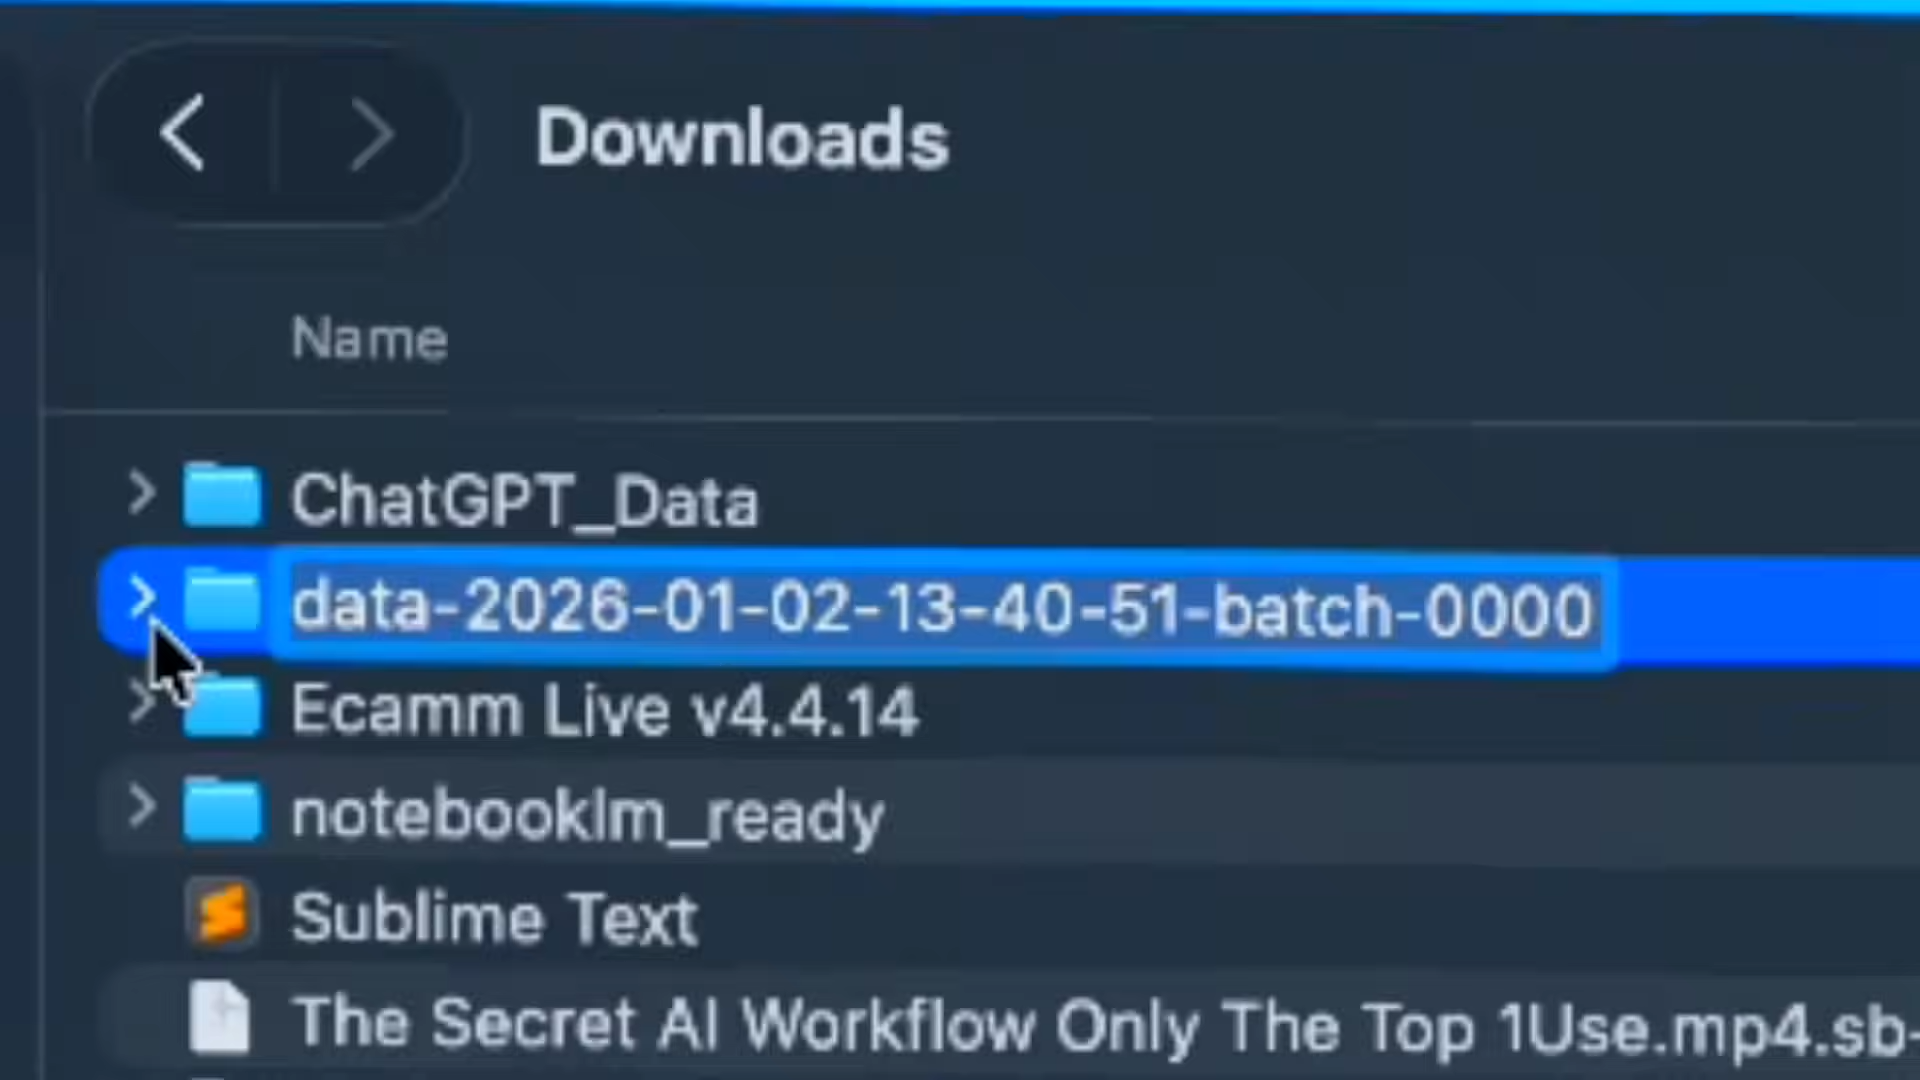 Downloads
Name
ChatGPT_Data
data-2026-01-02-13-40-51-batch-0000
Ecamm Live v4.4.14
notebooklm_ready
Sublime Text
The Secret AI Workflow Only The Top 1Use.mp4.sb-